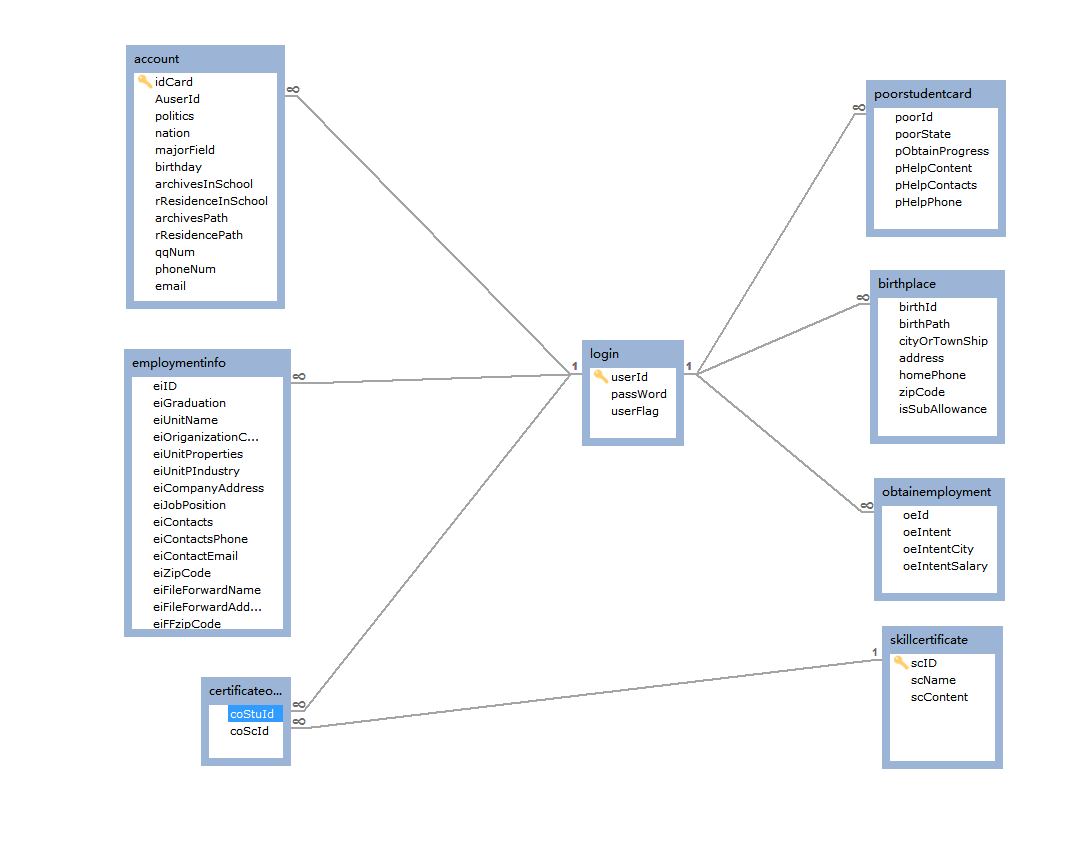 account
idCard
AuserId
politics
nation
majorField
birthday
archivesInSchool
rResidenceInSchool
archivesPath
rResidencePath
qqNum
phoneNum
email
∞
employmentinfo
eiID
eiGraduation
eiUnitName
eiOriganizationC...
eiUnitProperties
eiUnitPIndustry
eiCompanyAddress
eiJobPosition
eiContacts
eiContactsPhone
eiContactEmail
eiZipCode
eiFileForwardName
eiFileForwardAdd...
eiFFzipCode
∞
certificateo...
coStuId
coScId
∞
∞
1
login
userId
passWord
userFlag
1
poorstudentcard
poorId
poorState
pObtainProgress
pHelpContent
pHelpContacts
pHelpPhone
∞
birthplace
birthId
birthPath
cityOrTownShip
address
homePhone
zipCode
isSubAllowance
∞
obtainemployment
oeId
oeIntent
oeIntentCity
oeIntentSalary
∞
skillcertificate
scID
scName
scContent
1